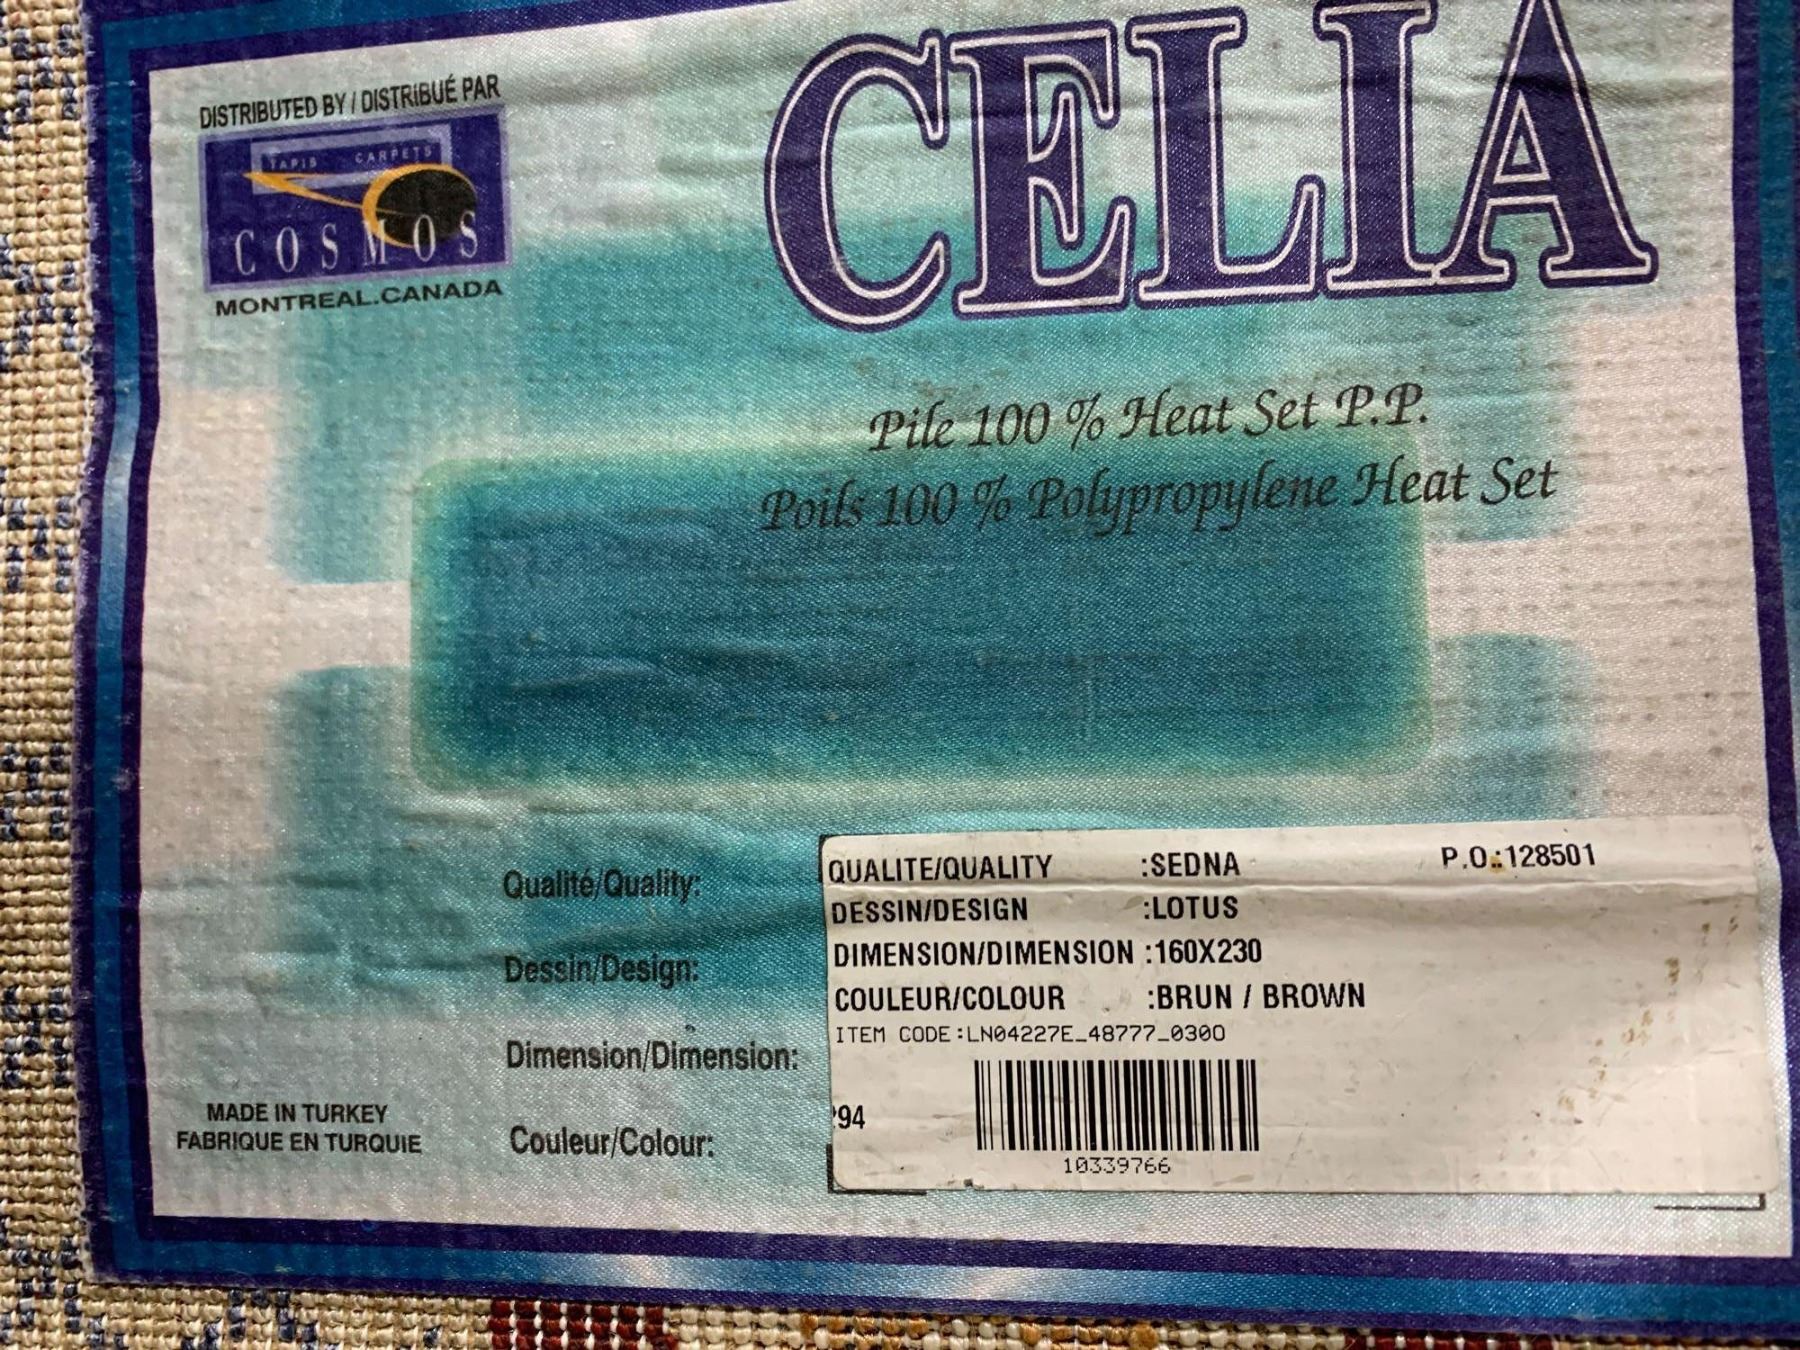 CELIA
DISTRIBUTED BY / DISTRIBUÉ PAR
TAPIS CARPETS
COSMOS
MONTREAL.CANADA
Pile 100 % Heat Set P.P.
Poils 100 % Polypropylene Heat Set
Qualité/Quality:
Dessin/Design:
Dimension/Dimension:
Couleur/Colour:
MADE IN TURKEY
FABRIQUE EN TURQUIE
QUALITE/QUALITY :SEDNA P.O.:128501
DESSIN/DESIGN :LOTUS
DIMENSION/DIMENSION :160X230
COULEUR/COLOUR :BRUN / BROWN
ITEM CODE:LN04227E_48777_0300
94
10339766